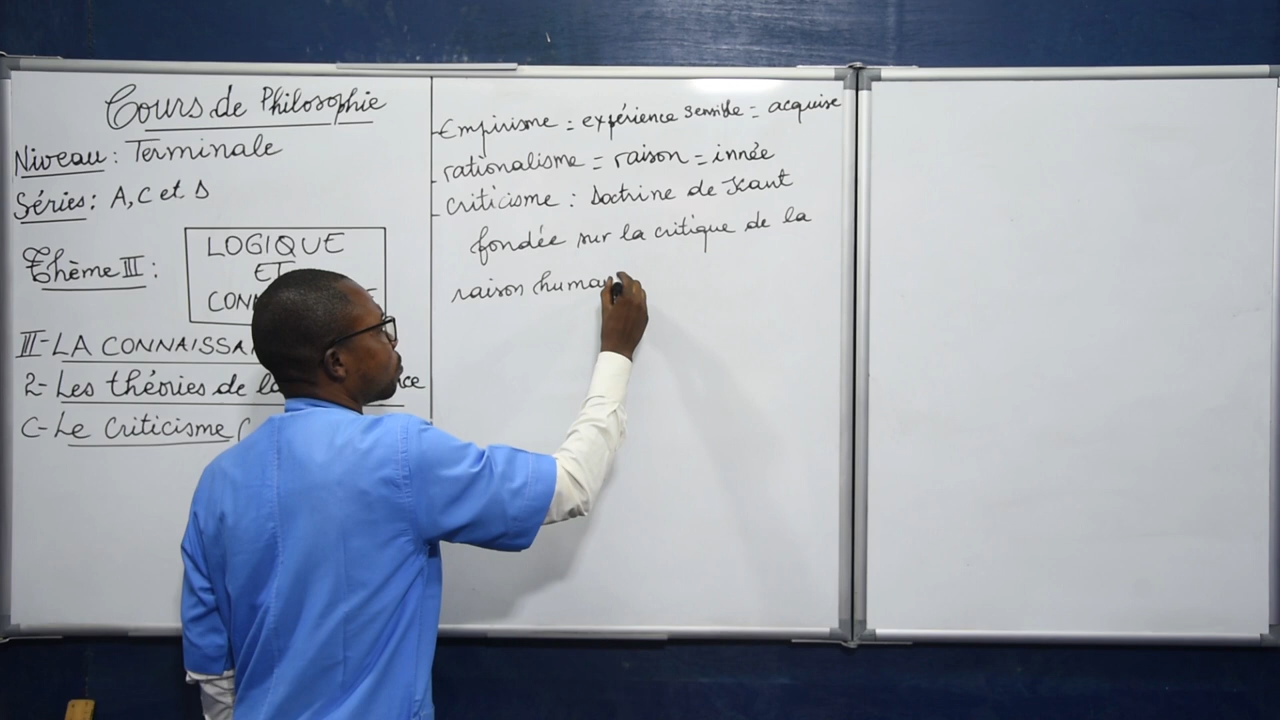 Cours de Philosophie
Niveau : Terminale
Séries : A, C et D
Thème III :
LOGIQUE
ET
III- LA CONNAISSA
2- Les théories de la
C- Le Criticisme (
- Empirisme = expérience sensible = acquise
- rationalisme = raison = innée
- criticisme : Doctrine de Kant
fondée sur la critique de la
raison huma